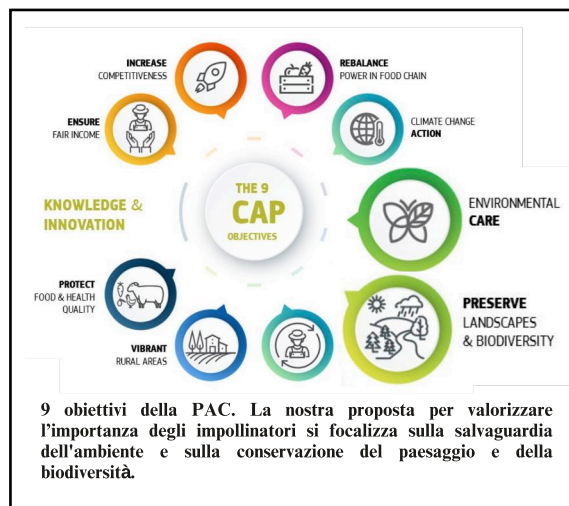 INCREASE
COMPETITIVENESS
REBALANCE
POWER IN FOOD CHAIN
ENSURE
FAIR INCOME
CLIMATE CHANGE
ACTION
THE 9
CAP
OBJECTIVES
KNOWLEDGE &
INNOVATION
ENVIRONMENTAL
CARE
PROTECT
FOOD & HEALTH
QUALITY
VIBRANT
RURAL AREAS
PRESERVE
LANDSCAPES
& BIODIVERSITY
9 obiettivi della PAC. La nostra proposta per valorizzare
l’importanza degli impollinatori si focalizza sulla salvaguardia
dell'ambiente e sulla conservazione del paesaggio e della
biodiversità.